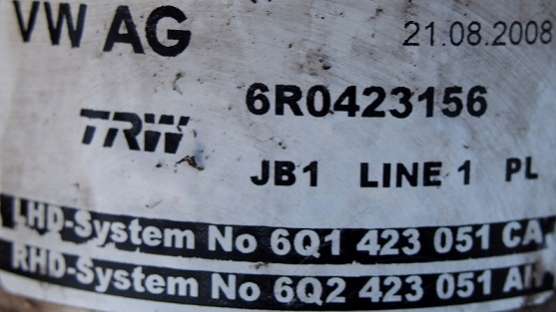 VW AG 21.08.2008
6R0423156
TRW
JB1 LINE 1 PL
LHD-System No 6Q1 423 051 CA
RHD-System No 6Q2 423 051